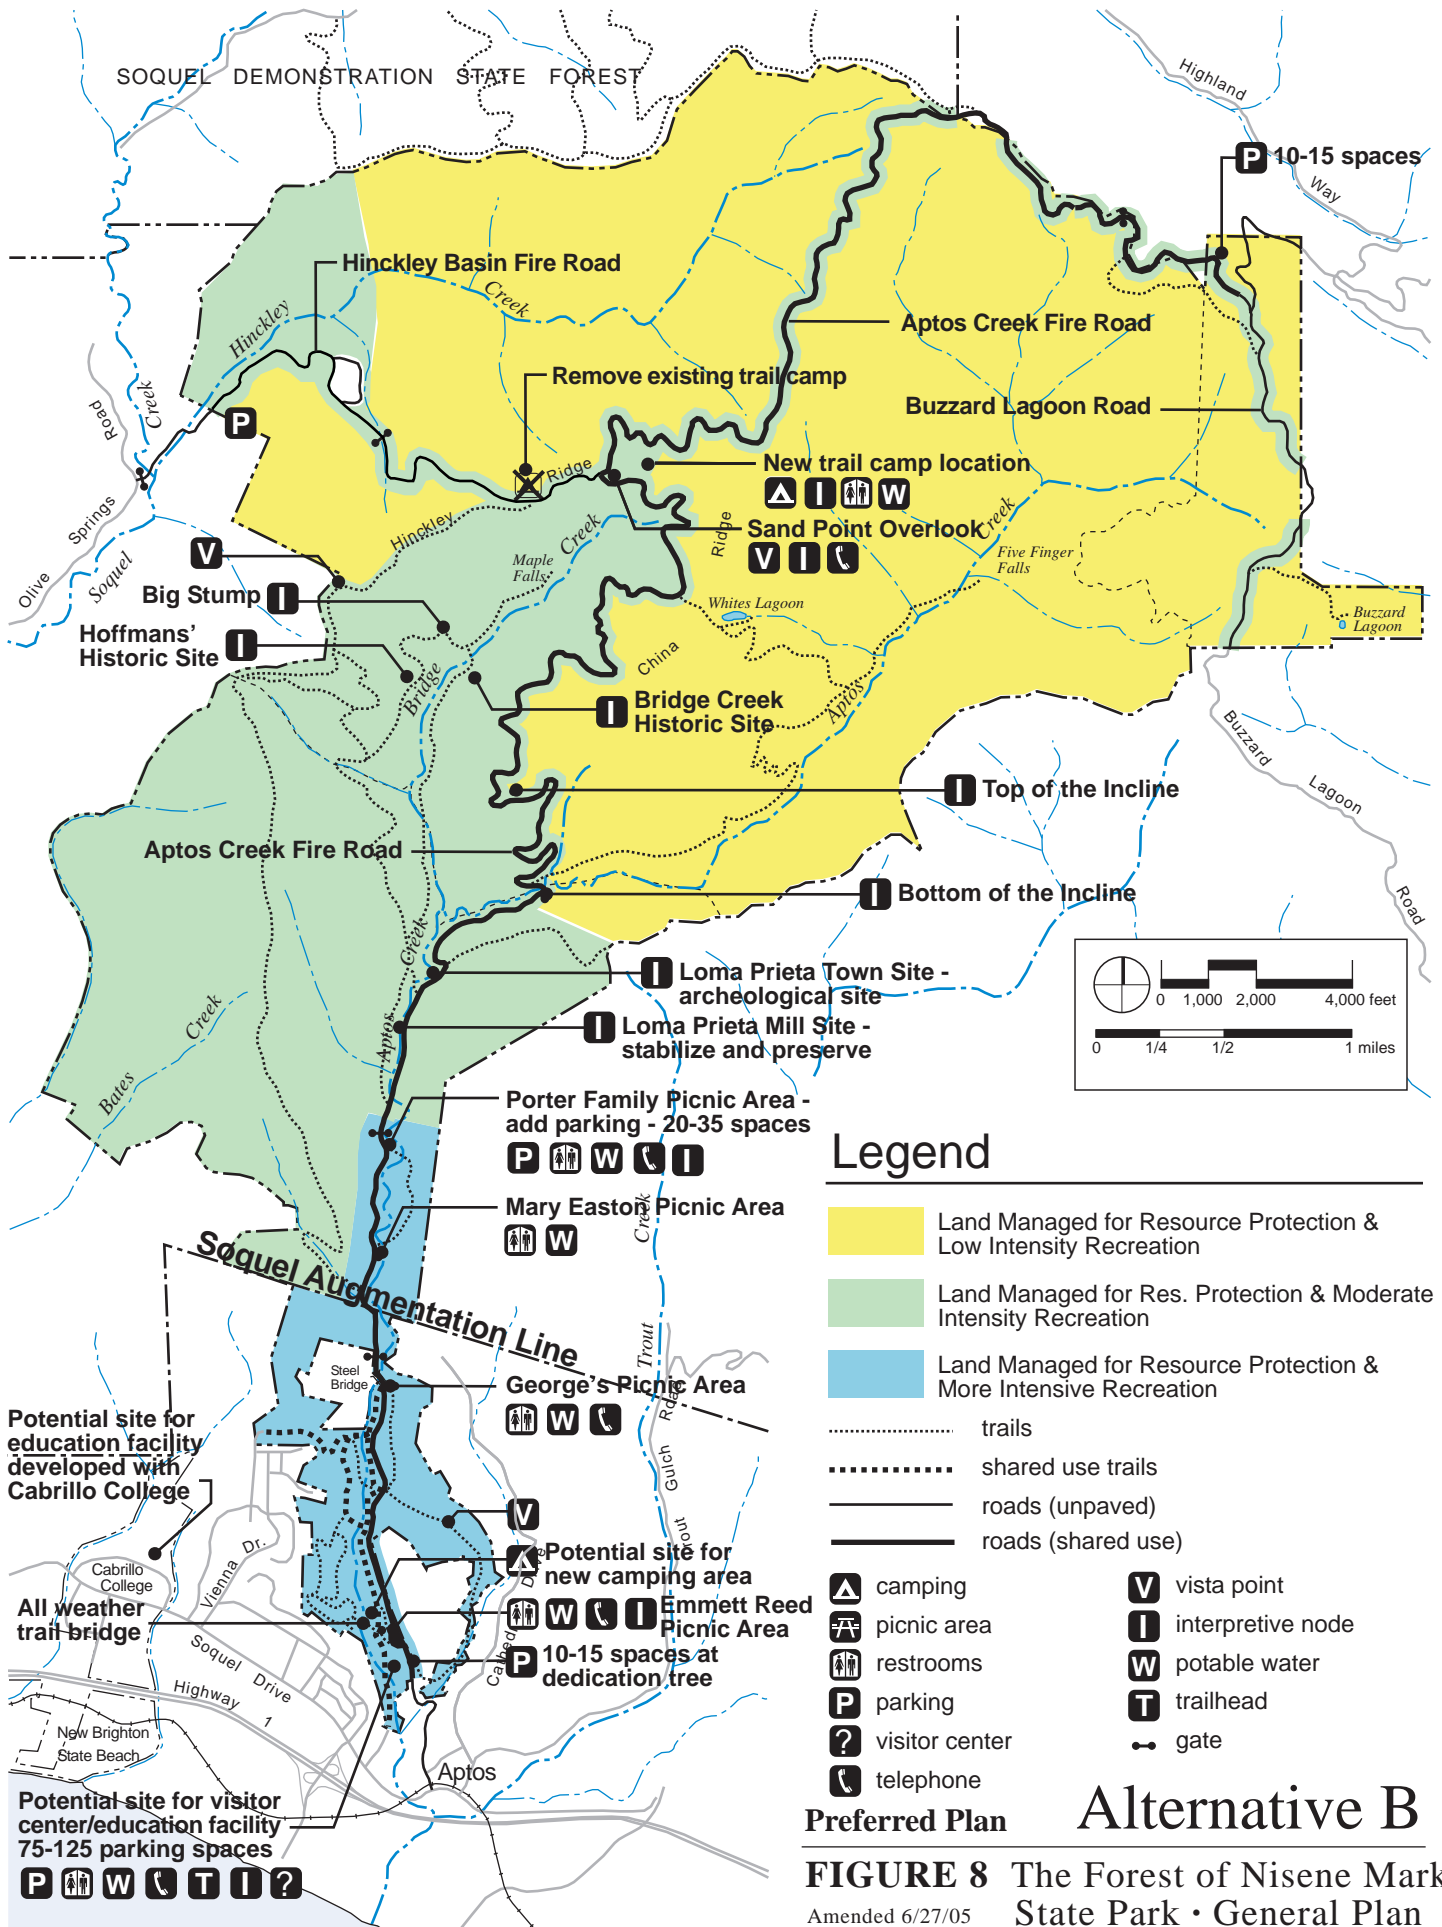 SOQUEL DEMONSTRATION STATE FOREST
Highland
Way
P 10-15 spaces
Hinckley Basin Fire Road
Hinckley
Creek
Aptos Creek Fire Road
Remove existing trail camp
Buzzard Lagoon Road
P
Road
Creek
Springs
Olive
Soquel
Ridge
Hinckley
New trail camp location
I W
Sand Point Overlook
V I
Ridge
Creek
Maple
Falls
Creek
Five Finger
Falls
V
Big Stump I
Hoffmans'
Historic Site I
Whites Lagoon
Buzzard
Lagoon
China
Bridge
Aptos
I Bridge Creek
Historic Site
Buzzard
Lagoon
Road
I Top of the Incline
Aptos Creek Fire Road
I Bottom of the Incline
Creek
I Loma Prieta Town Site -
archeological site
I Loma Prieta Mill Site -
stabilize and preserve
Aptos
Creek
Bates
0 1,000 2,000 4,000 feet
0 1/4 1/2 1 miles
Porter Family Picnic Area -
add parking - 20-35 spaces
P W I
Mary Easton Picnic Area
W
Creek
Trout
Soquel Augmentation Line
Steel
Bridge
George's Picnic Area
W
Road
Gulch
Trout
Potential site for
education facility
developed with
Cabrillo College
V
Vienna Dr.
Cabrillo
College
Potential site for
new camping area
All weather
trail bridge
W I Emmett Reed
Picnic Area
P 10-15 spaces at
dedication tree
Drive
Soquel Drive
Highway 1
New Brighton
State Beach
Aptos
Potential site for visitor
center/education facility
75-125 parking spaces
P W T I ?
Legend
Land Managed for Resource Protection &
Low Intensity Recreation
Land Managed for Res. Protection & Moderate
Intensity Recreation
Land Managed for Resource Protection &
More Intensive Recreation
trails
shared use trails
roads (unpaved)
roads (shared use)
camping
picnic area
restrooms
P parking
? visitor center
telephone
V vista point
I interpretive node
W potable water
T trailhead
gate
Preferred Plan
Alternative B
FIGURE 8 The Forest of Nisene Mark
Amended 6/27/05 State Park · General Plan